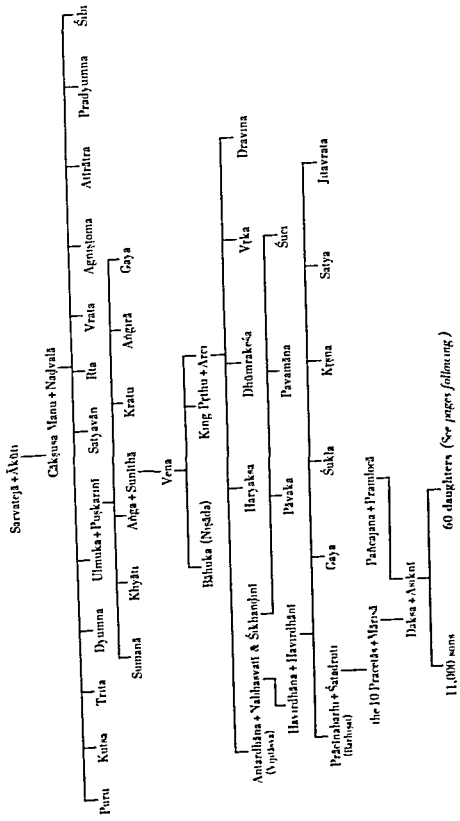 Sarvatejā + Ākūti
Cākṣuṣa Manu + Naḍvalā
Puru Kutsa Trita Dyumna Ulmuka + Puṣkariṇī Satyavān Ṛta Vrata Agniṣṭoma Atīrātra Pradyumna Śibi
Sumanā Khyāti Aṅga + Sunīthā Kratu Aṅgirā Gaya
Vena
Bāhuka (Niṣāda) King Pṛthu + Arci
Antardhāna + Nabhasvatī & Śikhaṇḍinī Haryakṣa Dhūmrakeśa Vṛka Draviṇa
(Vijitāśva)
Havirdhāna + Havirdhānī Pāvaka Pavamāna Śuci
Prācīnabarhi + Śatadruti Gaya Śukla Kṛṣṇa Satya Jitavrata
(Barhiṣat)
the 10 Pracetās + Māriṣā Pañcajana + Pramlocā
Dakṣa + Asiknī
11,000 sons 60 daughters (See pages following)